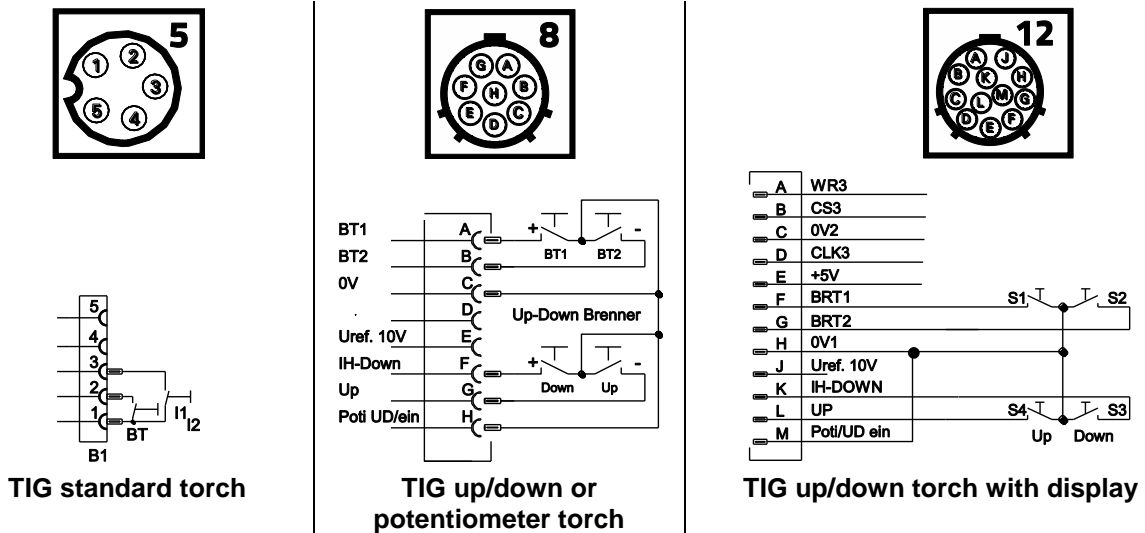 5
1
2
3
5
4
5
4
3
2
1
BT
I1
I2
B1
TIG standard torch
8
G
A
F
H
B
E
C
D
BT1
BT2
0V
Uref. 10V
IH-Down
Up
Poti UD/ein
A
B
C
D
E
F
G
H
+
-
BT1
BT2
Up-Down Brenner
+
-
Down
Up
TIG up/down or
potentiometer torch
12
A
J
B
K
H
C
L
M
G
D
F
E
A WR3
B CS3
C 0V2
D CLK3
E +5V
F BRT1
G BRT2
H 0V1
J Uref. 10V
K IH-DOWN
L UP
M Poti/UD ein
S1
S2
S4
S3
Up
Down
TIG up/down torch with display